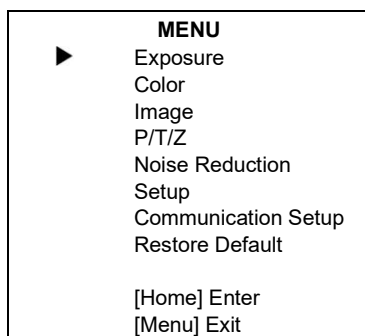 MENU
Exposure
Color
Image
P/T/Z
Noise Reduction
Setup
Communication Setup
Restore Default
[Home] Enter
[Menu] Exit